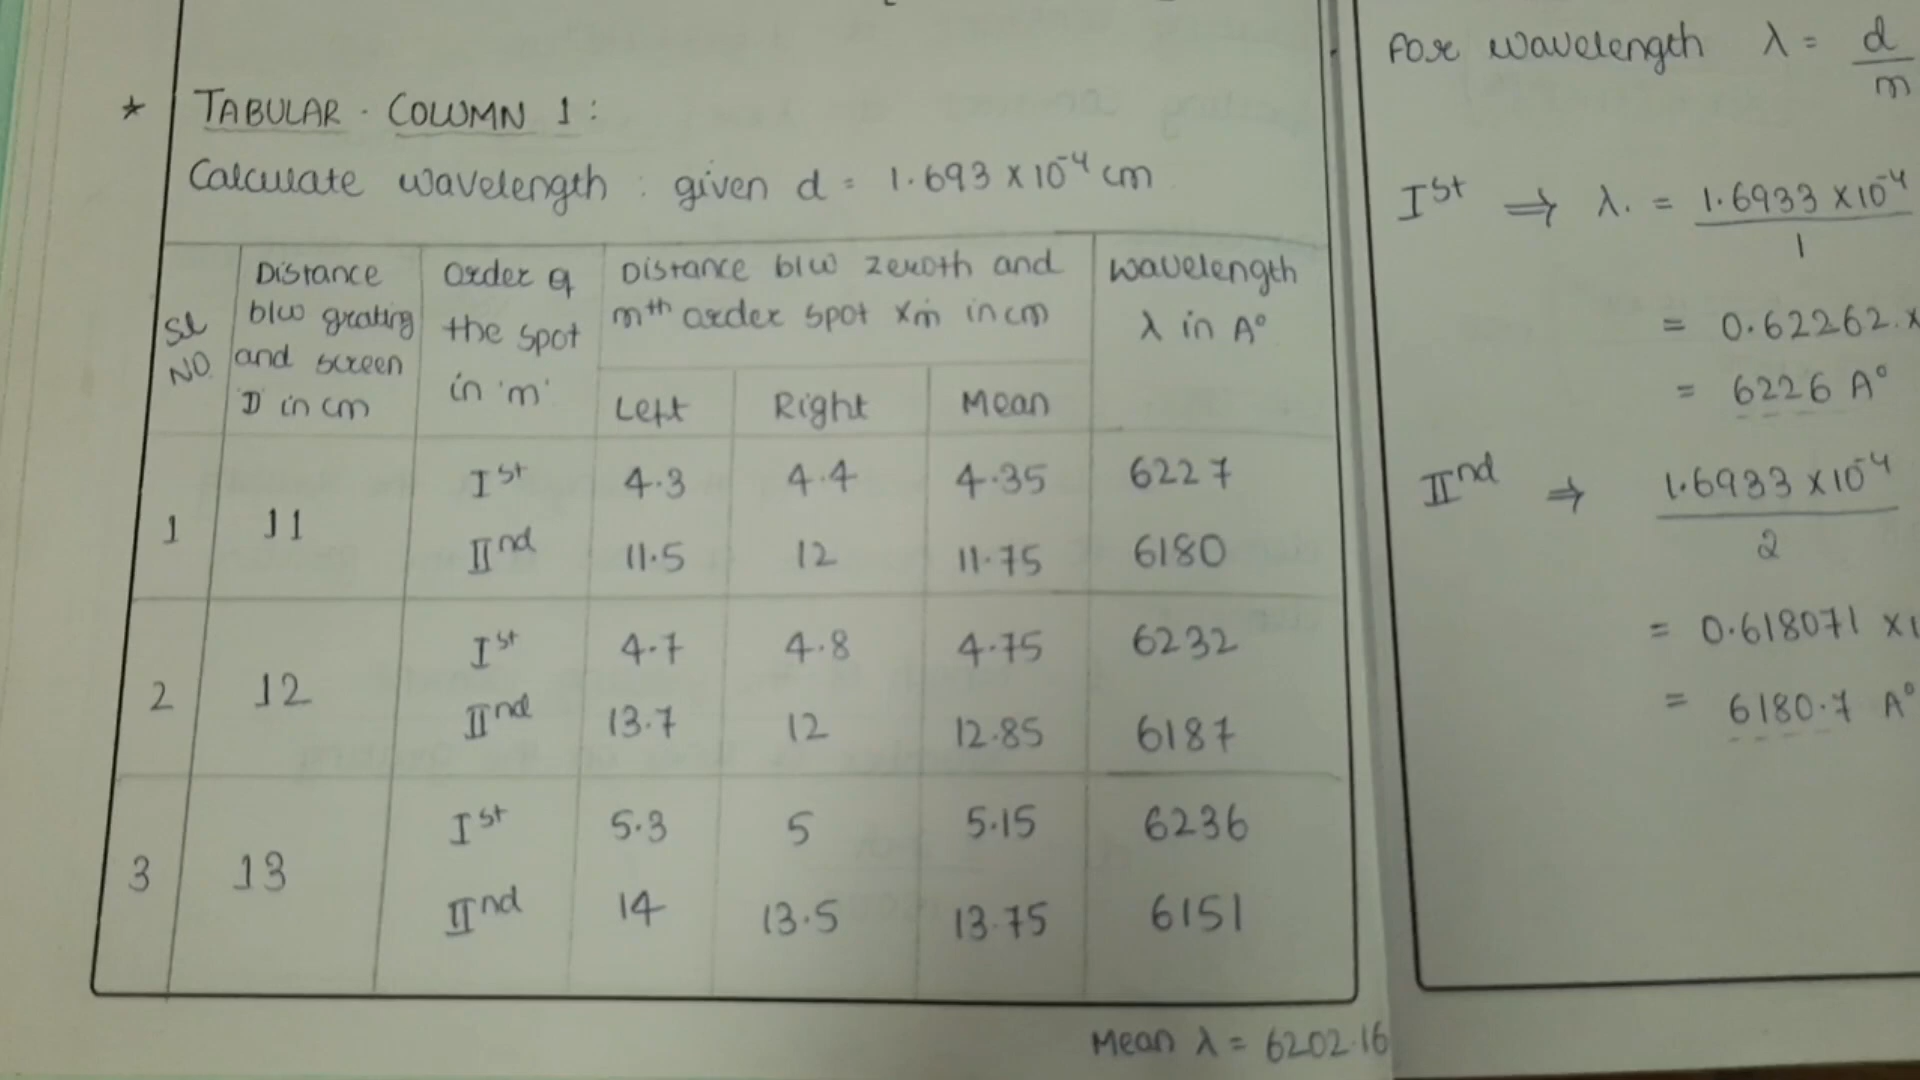 * TABULAR. COLUMN 1:
Calculate wavelength: given d = 1.693 x 10⁻⁴ cm
Sl NO.
Distance b/w grating and screen 'D' in cm
Order of the spot in 'm'
Distance b/w zeroth and mth order spot xm in cm
wavelength λ in A°
Left Right Mean
1 11 Ist 4.3 4.4 4.35 6227
IInd 11.5 12 11.75 6180
2 12 Ist 4.7 4.8 4.75 6232
IInd 13.7 12 12.85 6187
3 13 Ist 5.3 5 5.15 6236
IInd 14 13.5 13.75 6151
Mean λ = 6202.16
For wavelength λ = d/m
Ist ⇒ λ. = 1.6933 x 10⁻⁴/1
= 0.62262 x
= 6226 A°
IInd ⇒ 1.6933 x 10⁻⁴/2
= 0.618071 x1
= 6180.7 A°